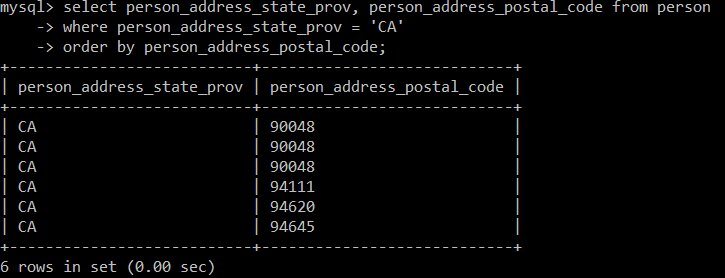 mysql> select person_address_state_prov, person_address_postal_code from person
    -> where person_address_state_prov = 'CA'
    -> order by person_address_postal_code;
+---------------------------+----------------------------+
| person_address_state_prov | person_address_postal_code |
+---------------------------+----------------------------+
| CA                        | 90048                      |
| CA                        | 90048                      |
| CA                        | 90048                      |
| CA                        | 94111                      |
| CA                        | 94620                      |
| CA                        | 94645                      |
+---------------------------+----------------------------+
6 rows in set (0.00 sec)